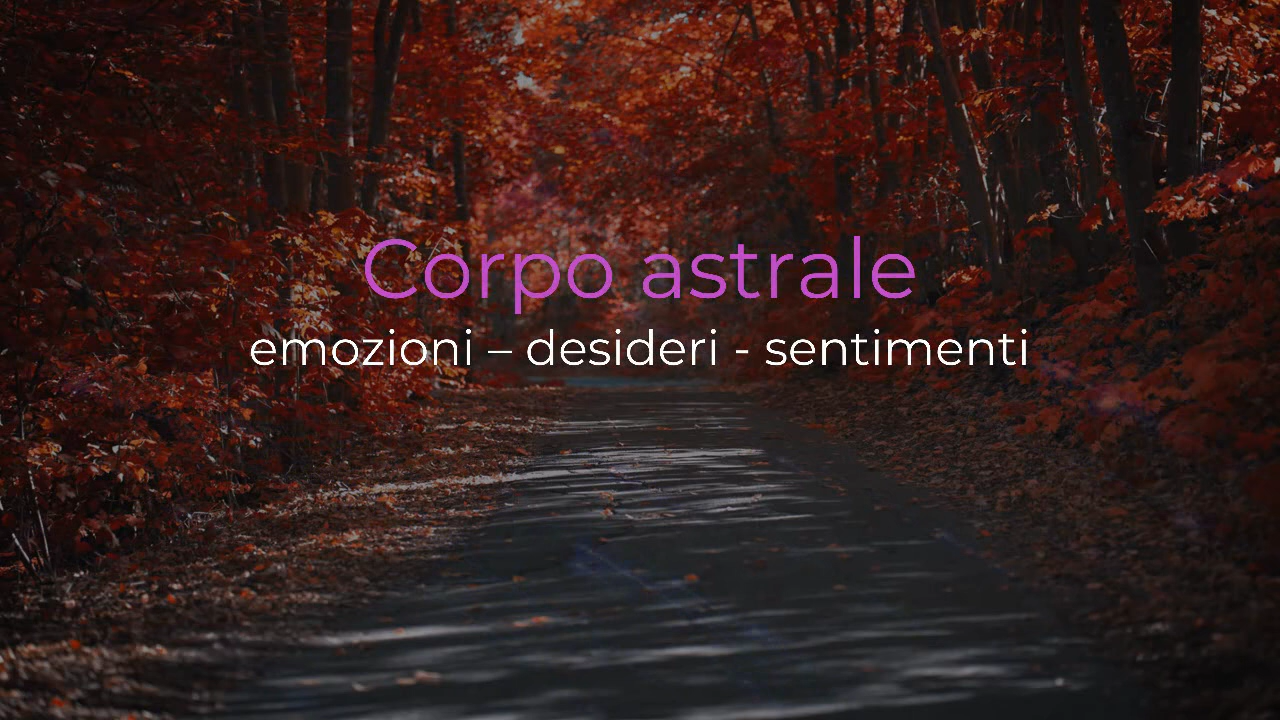 Corpo astrale
emozioni – desideri - sentimenti